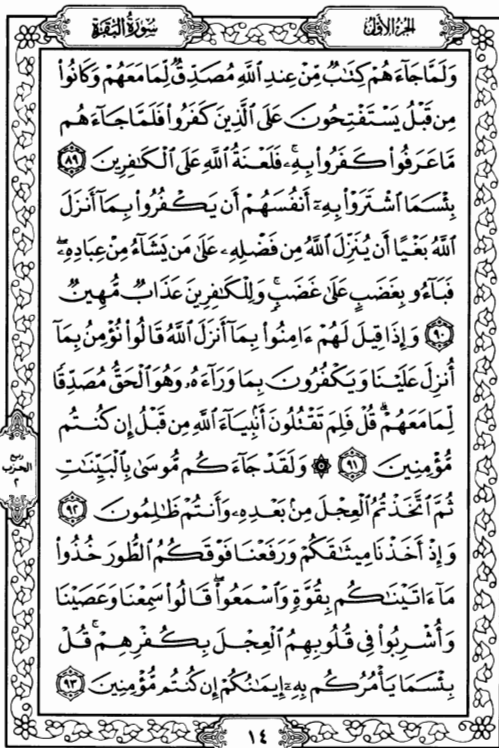 الجزء الأول
سورة البقرة
وَلَمَّا جَآءَهُمْ كِتَٰبٌ مِّنْ عِندِ ٱللَّهِ مُصَدِّقٌ لِّمَا مَعَهُمْ وَكَانُوا۟
مِن قَبْلُ يَسْتَفْتِحُونَ عَلَى ٱلَّذِينَ كَفَرُوا۟ فَلَمَّا جَآءَهُم
مَّا عَرَفُوا۟ كَفَرُوا۟ بِهِۦ ۚ فَلَعْنَةُ ٱللَّهِ عَلَى ٱلْكَٰفِرِينَ ٨٩
بِئْسَمَا ٱشْتَرَوْا۟ بِهِۦٓ أَنفُسَهُمْ أَن يَكْفُرُوا۟ بِمَآ أَنزَلَ
ٱللَّهُ بَغْيًا أَن يُنَزِّلَ ٱللَّهُ مِن فَضْلِهِۦ عَلَىٰ مَن يَشَآءُ مِنْ عِبَادِهِۦ ۖ
فَبَآءُو بِغَضَبٍ عَلَىٰ غَضَبٍ ۚ وَلِلْكَٰفِرِينَ عَذَابٌ مُّهِينٌ
٩٠ وَإِذَا قِيلَ لَهُمْ ءَامِنُوا۟ بِمَآ أَنزَلَ ٱللَّهُ قَالُوا۟ نُؤْمِنُ بِمَآ
أُنزِلَ عَلَيْنَا وَيَكْفُرُونَ بِمَا وَرَآءَهُۥ وَهُوَ ٱلْحَقُّ مُصَدِّقًا
لِّمَا مَعَهُمْ ۗ قُلْ فَلِمَ تَقْتُلُونَ أَنۢبِيَآءَ ٱللَّهِ مِن قَبْلُ إِن كُنتُم
مُّؤْمِنِينَ ٩١ ۞ وَلَقَدْ جَآءَكُم مُّوسَىٰ بِٱلْبَيِّنَٰتِ
ثُمَّ ٱتَّخَذْتُمُ ٱلْعِجْلَ مِنۢ بَعْدِهِۦ وَأَنتُمْ ظَٰلِمُونَ ٩٢
وَإِذْ أَخَذْنَا مِيثَٰقَكُمْ وَرَفَعْنَا فَوْقَكُمُ ٱلطُّورَ خُذُوا۟
مَآ ءَاتَيْنَٰكُم بِقُوَّةٍ وَٱسْمَعُوا۟ ۖ قَالُوا۟ سَمِعْنَا وَعَصَيْنَا
وَأُشْرِبُوا۟ فِى قُلُوبِهِمُ ٱلْعِجْلَ بِكُفْرِهِمْ ۚ قُلْ
بِئْسَمَا يَأْمُرُكُم بِهِۦٓ إِيمَٰنُكُمْ إِن كُنتُم مُّؤْمِنِينَ ٩٣
ربع
الحزب
٢
١٤